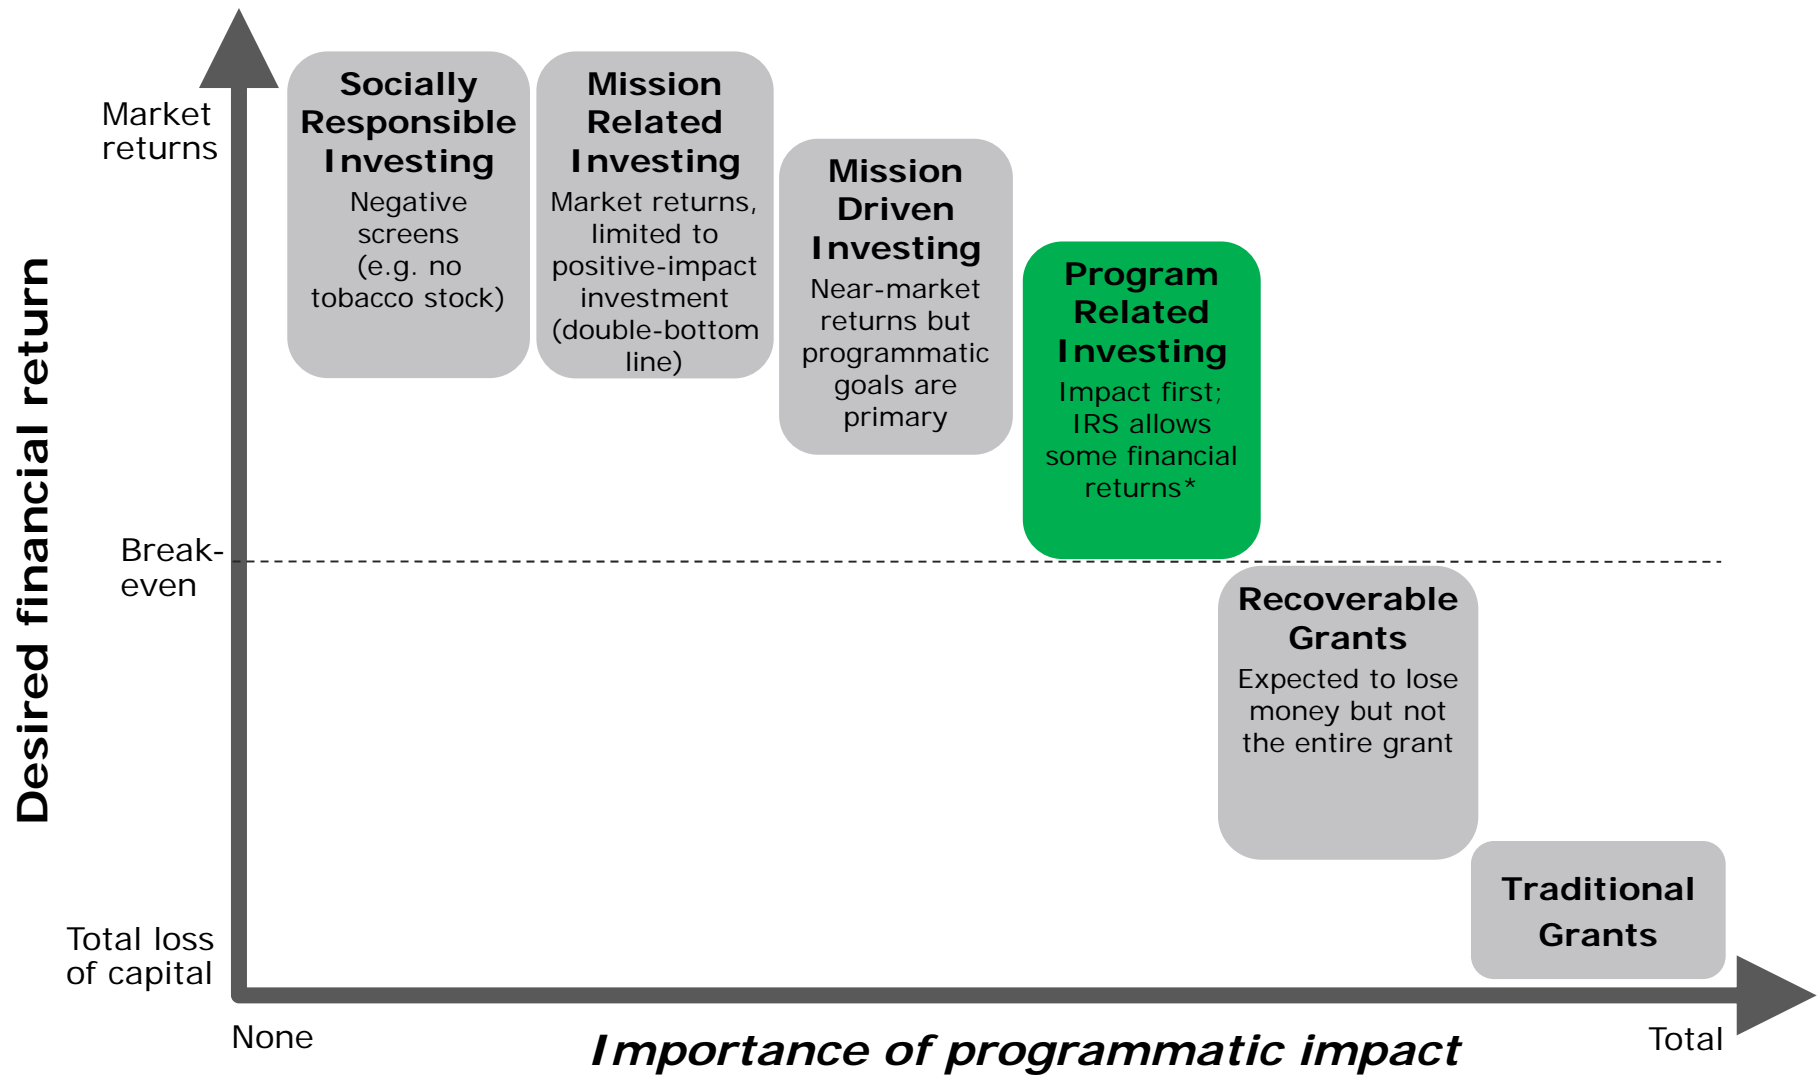 Desired financial return
Market
returns
Break-
even
Total loss
of capital
Socially
Responsible
Investing
Negative
screens
(e.g. no
tobacco stock)
Mission
Related
Investing
Market returns,
limited to
positive-impact
investment
(double-bottom
line)
Mission
Driven
Investing
Near-market
returns but
programmatic
goals are
primary
Program
Related
Investing
Impact first;
IRS allows
some financial
returns*
Recoverable
Grants
Expected to lose
money but not
the entire grant
Traditional
Grants
None
Importance of programmatic impact
Total